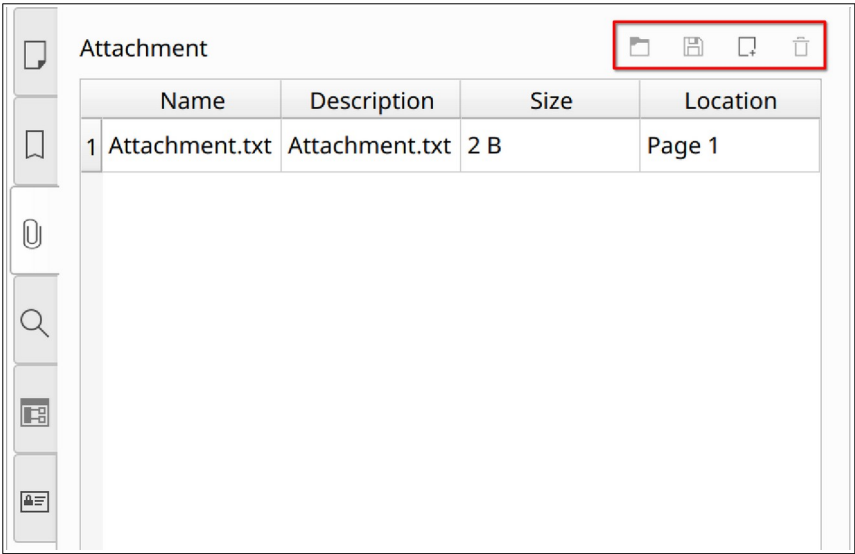 Attachment
Name Description Size Location
1 Attachment.txt Attachment.txt 2 B Page 1